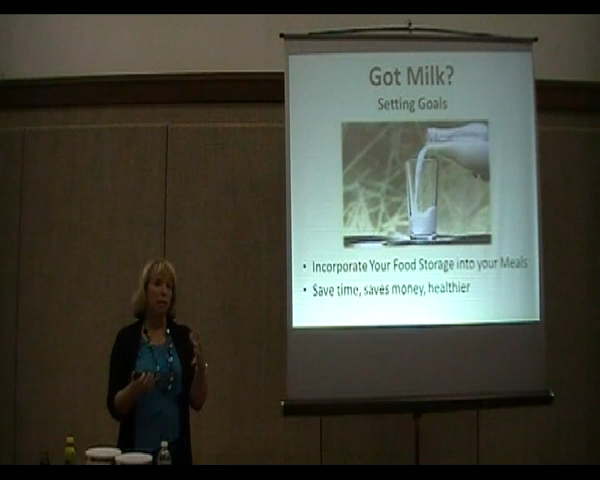 Got Milk?
Setting Goals
• Incorporate Your Food Storage into your Meals
• Save time, saves money, healthier